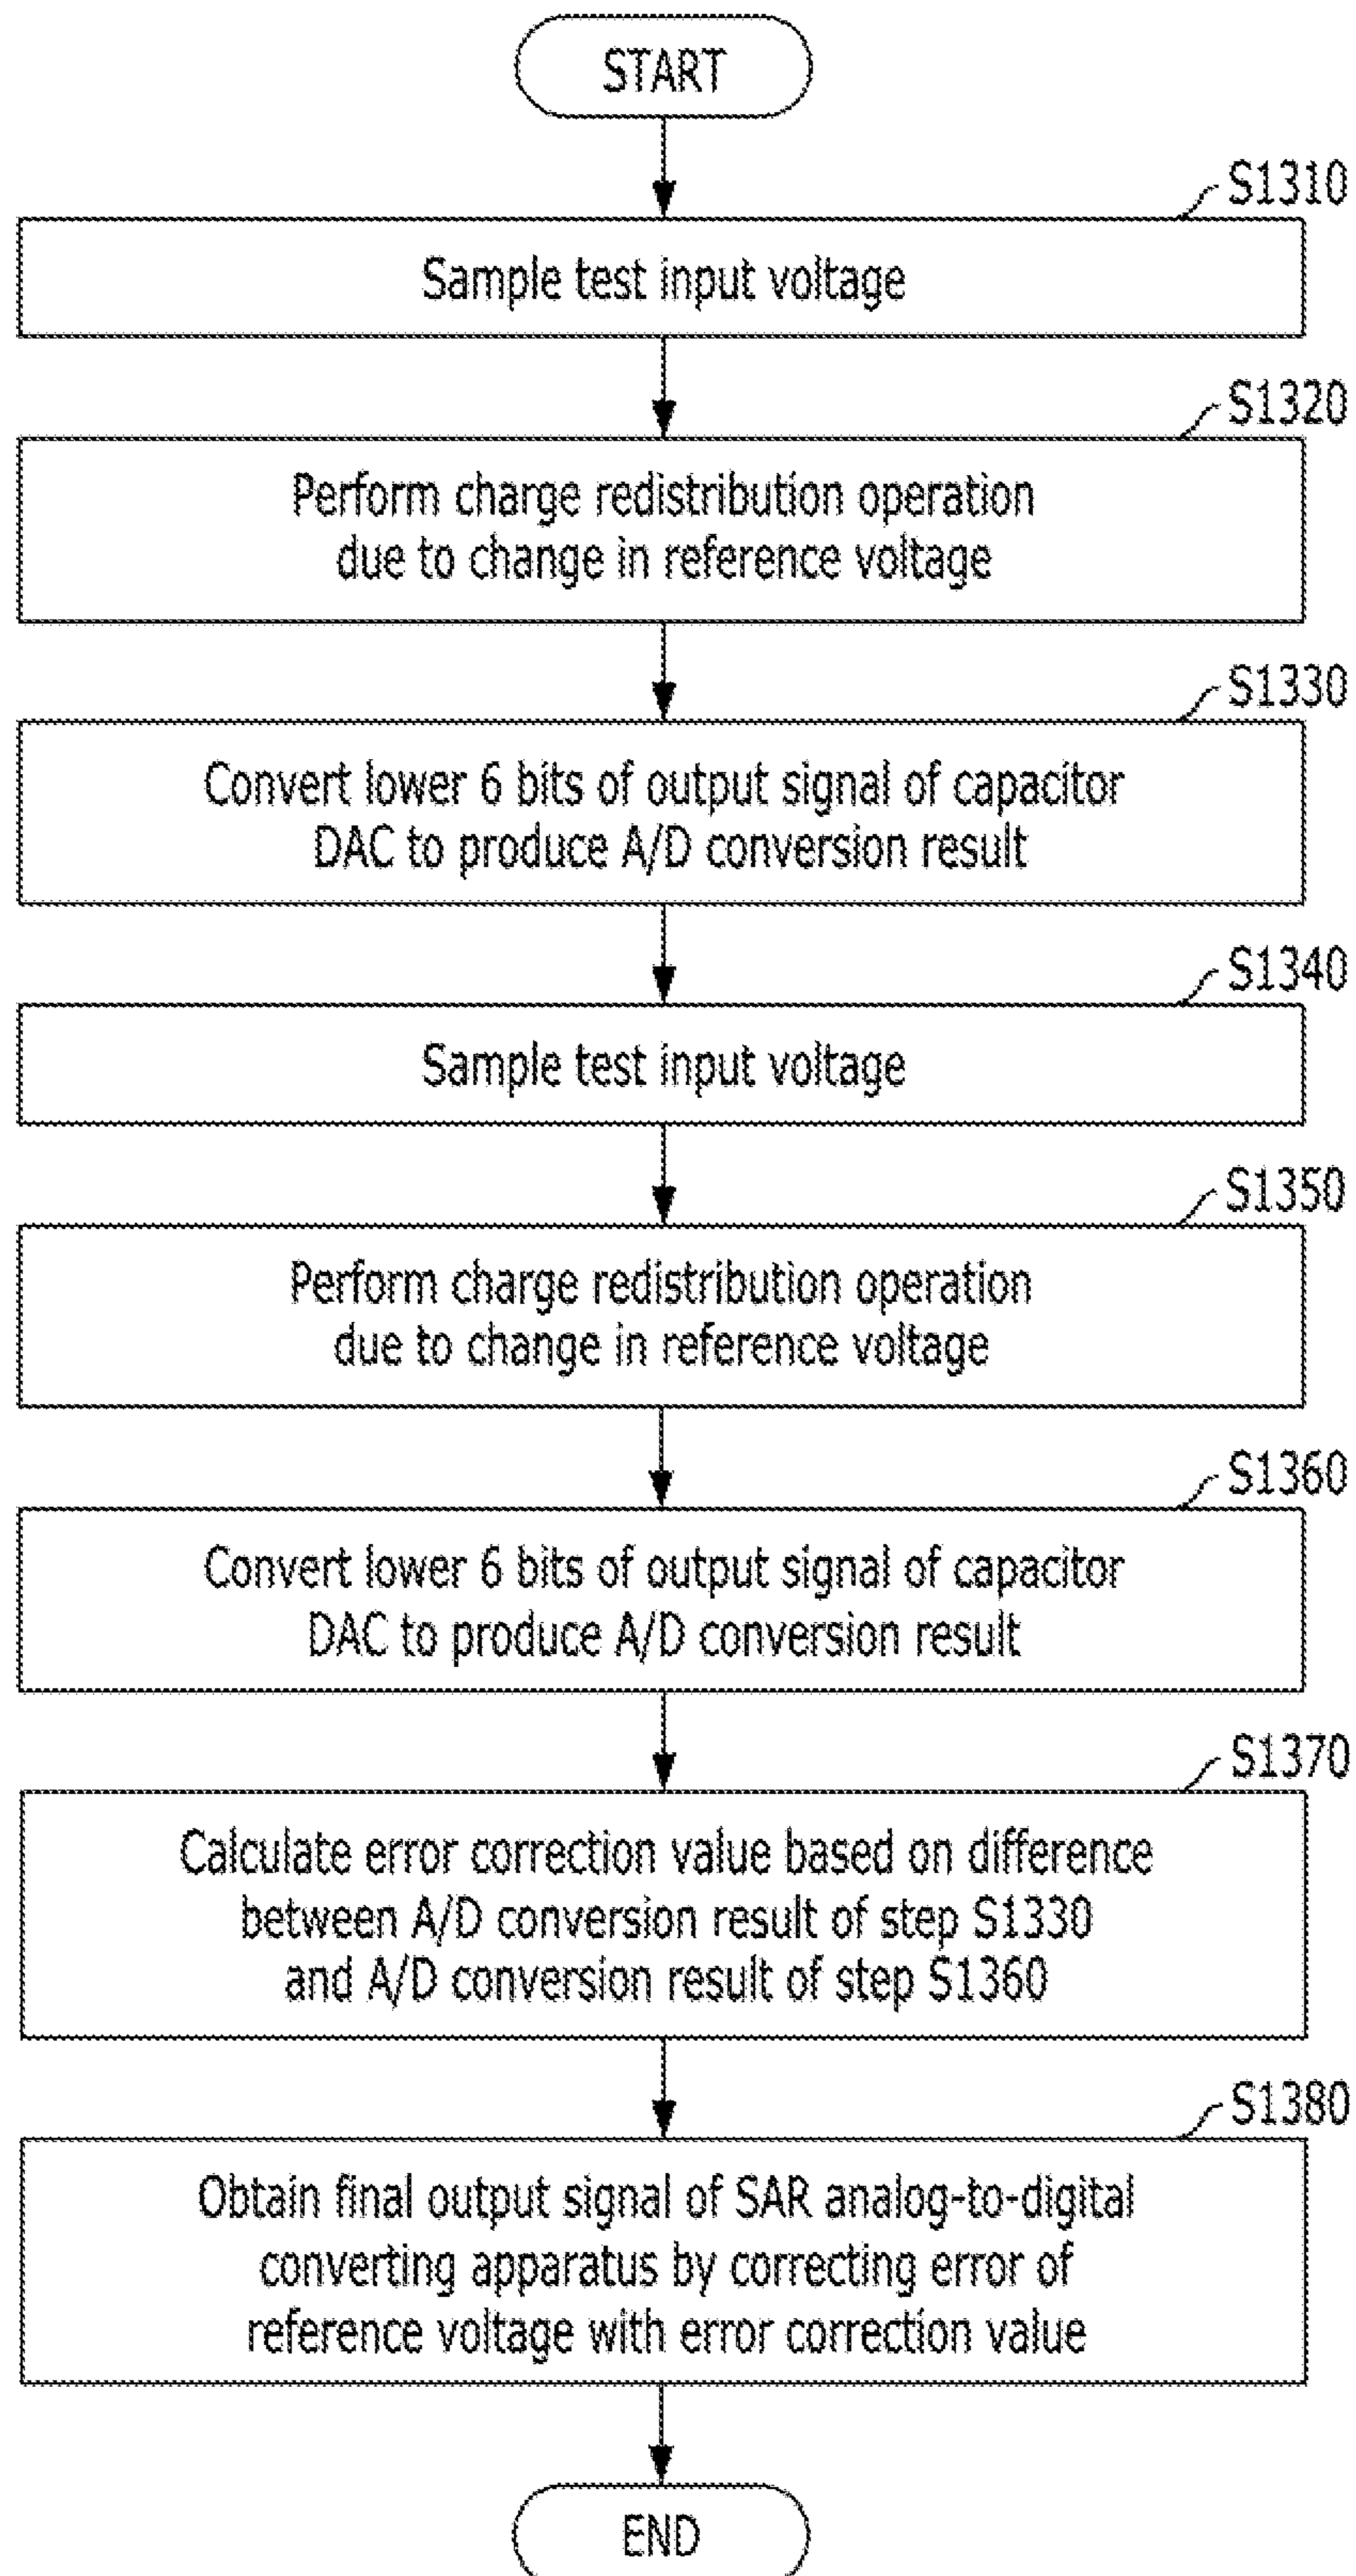 START
S1310
Sample test input voltage
S1320
Perform charge redistribution operation
due to change in reference voltage
S1330
Convert lower 6 bits of output signal of capacitor
DAC to produce A/D conversion result
S1340
Sample test input voltage
S1350
Perform charge redistribution operation
due to change in reference voltage
S1360
Convert lower 6 bits of output signal of capacitor
DAC to produce A/D conversion result
S1370
Calculate error correction value based on difference
between A/D conversion result of step S1330
and A/D conversion result of step S1360
S1380
Obtain final output signal of SAR analog-to-digital
converting apparatus by correcting error of
reference voltage with error correction value
END